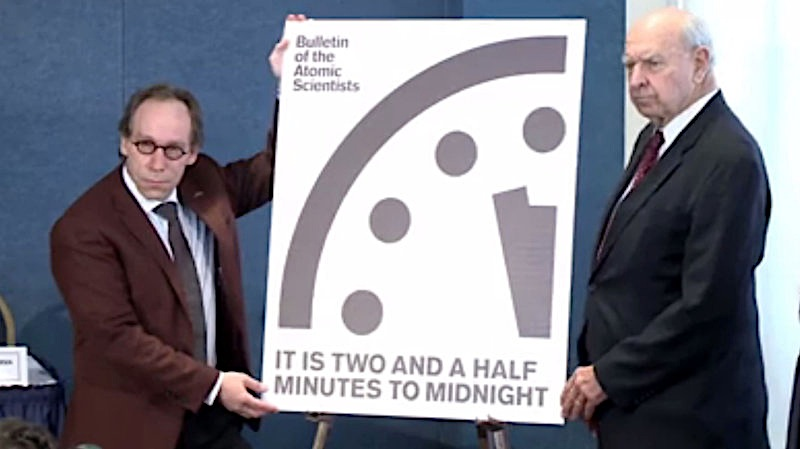 Bulletin
of the
Atomic
Scientists
IT IS TWO AND A HALF
MINUTES TO MIDNIGHT